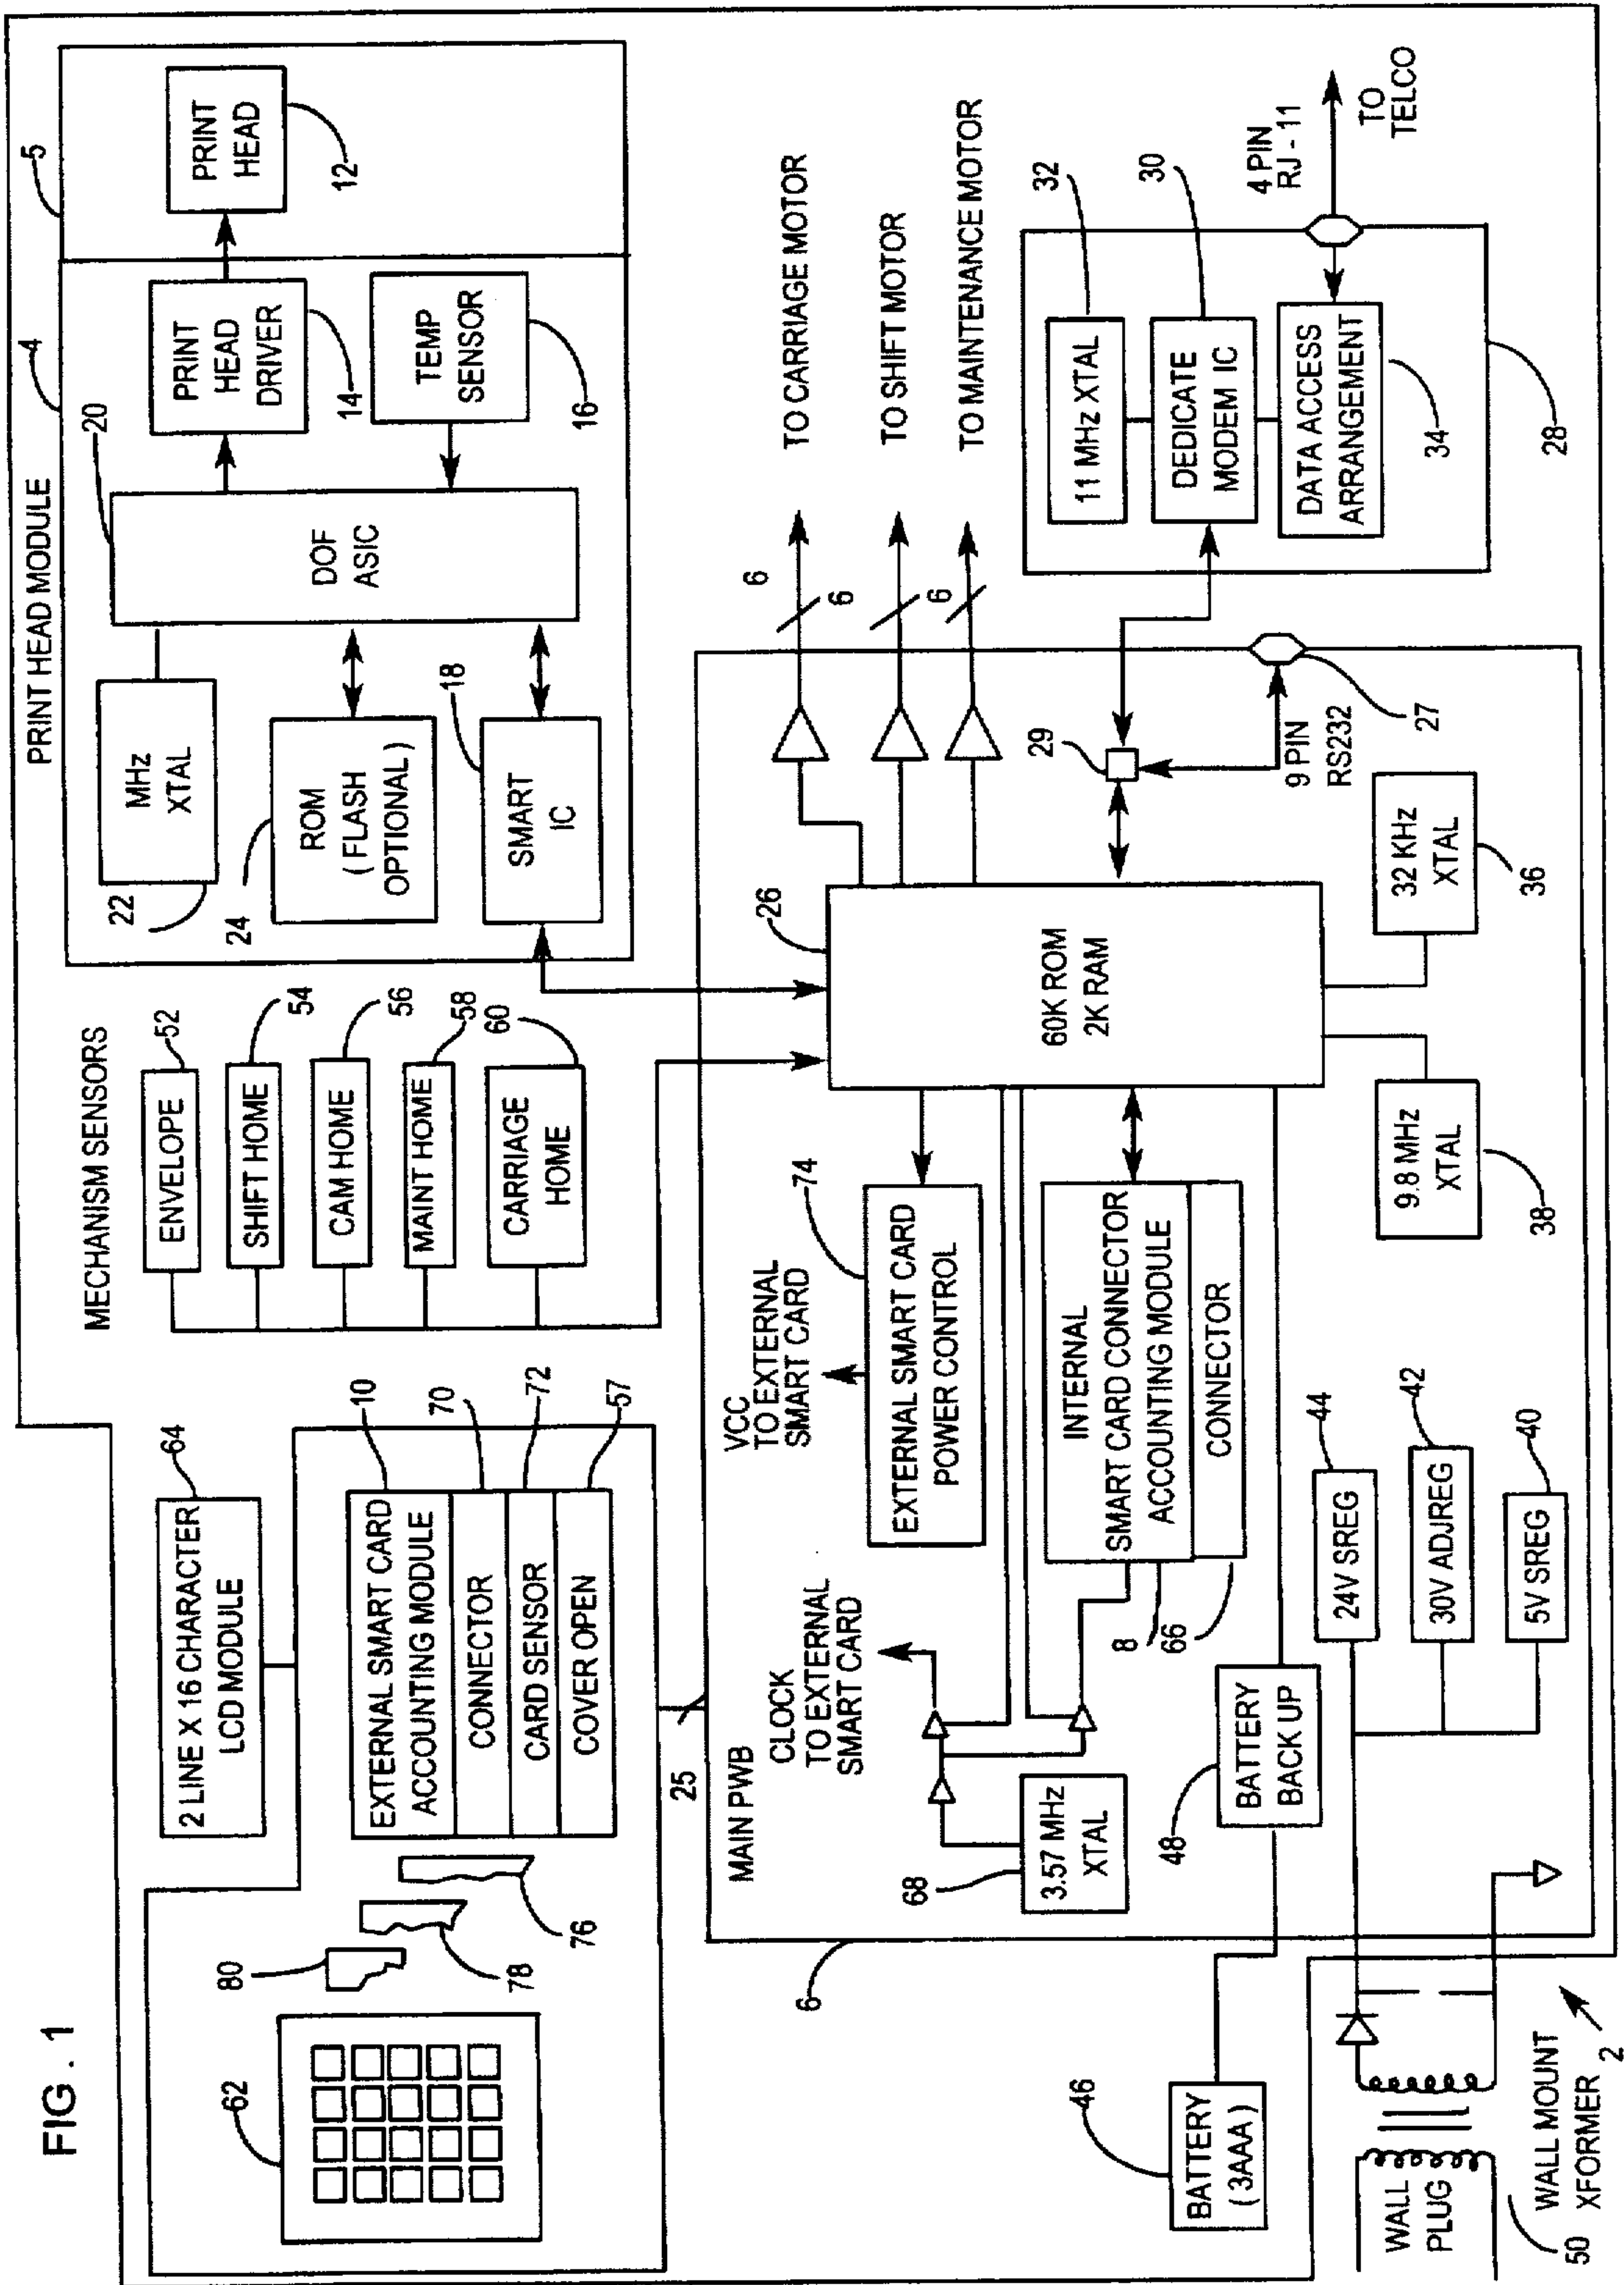 FIG . 1
PRINT HEAD MODULE
4
5
20
22
MHz
XTAL
24
ROM
( FLASH
OPTIONAL)
18
SMART
IC
DOF
ASIC
PRINT
HEAD
DRIVER
14
TEMP
SENSOR
16
PRINT
HEAD
12
MECHANISM SENSORS
ENVELOPE
52
SHIFT HOME
54
CAM HOME
56
MAINT HOME
58
CARRIAGE
HOME
60
62
80
78
76
2 LINE X 16 CHARACTER
LCD MODULE
64
EXTERNAL SMART CARD
ACCOUNTING MODULE
10
CONNECTOR
70
CARD SENSOR
72
COVER OPEN
57
25
MAIN PWB
6
CLOCK
TO EXTERNAL
SMART CARD
VCC
TO EXTERNAL
SMART CARD
74
EXTERNAL SMART CARD
POWER CONTROL
68
3.57 MHz
XTAL
INTERNAL
SMART CARD CONNECTOR
ACCOUNTING MODULE
CONNECTOR
8
66
26
60K ROM
2K RAM
6
6
6
TO CARRIAGE MOTOR
TO SHIFT MOTOR
TO MAINTENANCE MOTOR
29
9 PIN
RS232
27
32
11 MHz XTAL
30
DEDICATE
MODEM IC
DATA ACCESS
ARRANGEMENT
34
28
4 PIN
RJ - 11
TO
TELCO
32 KHz
XTAL
36
9.8 MHz
XTAL
38
48
BATTERY
BACK UP
24V SREG
44
30V ADJREG
42
5V SREG
40
46
BATTERY
( 3AAA )
WALL
PLUG
50
WALL MOUNT
XFORMER
2